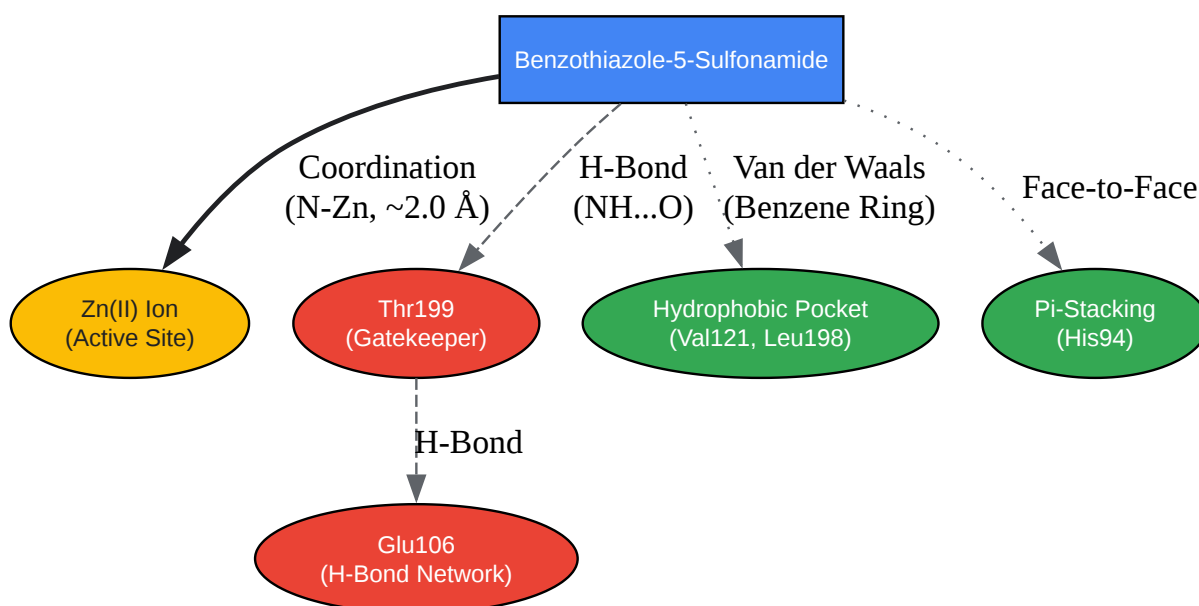 Benzothiazole-5-Sulfonamide
Coordination
(N-Zn, ~2.0 Å)
H-Bond
(NH...O)
Van der Waals
(Benzene Ring)
Face-to-Face
Zn(II) Ion
(Active Site)
Thr199
(Gatekeeper)
Hydrophobic Pocket
(Val121, Leu198)
Pi-Stacking
(His94)
H-Bond
Glu106
(H-Bond Network)